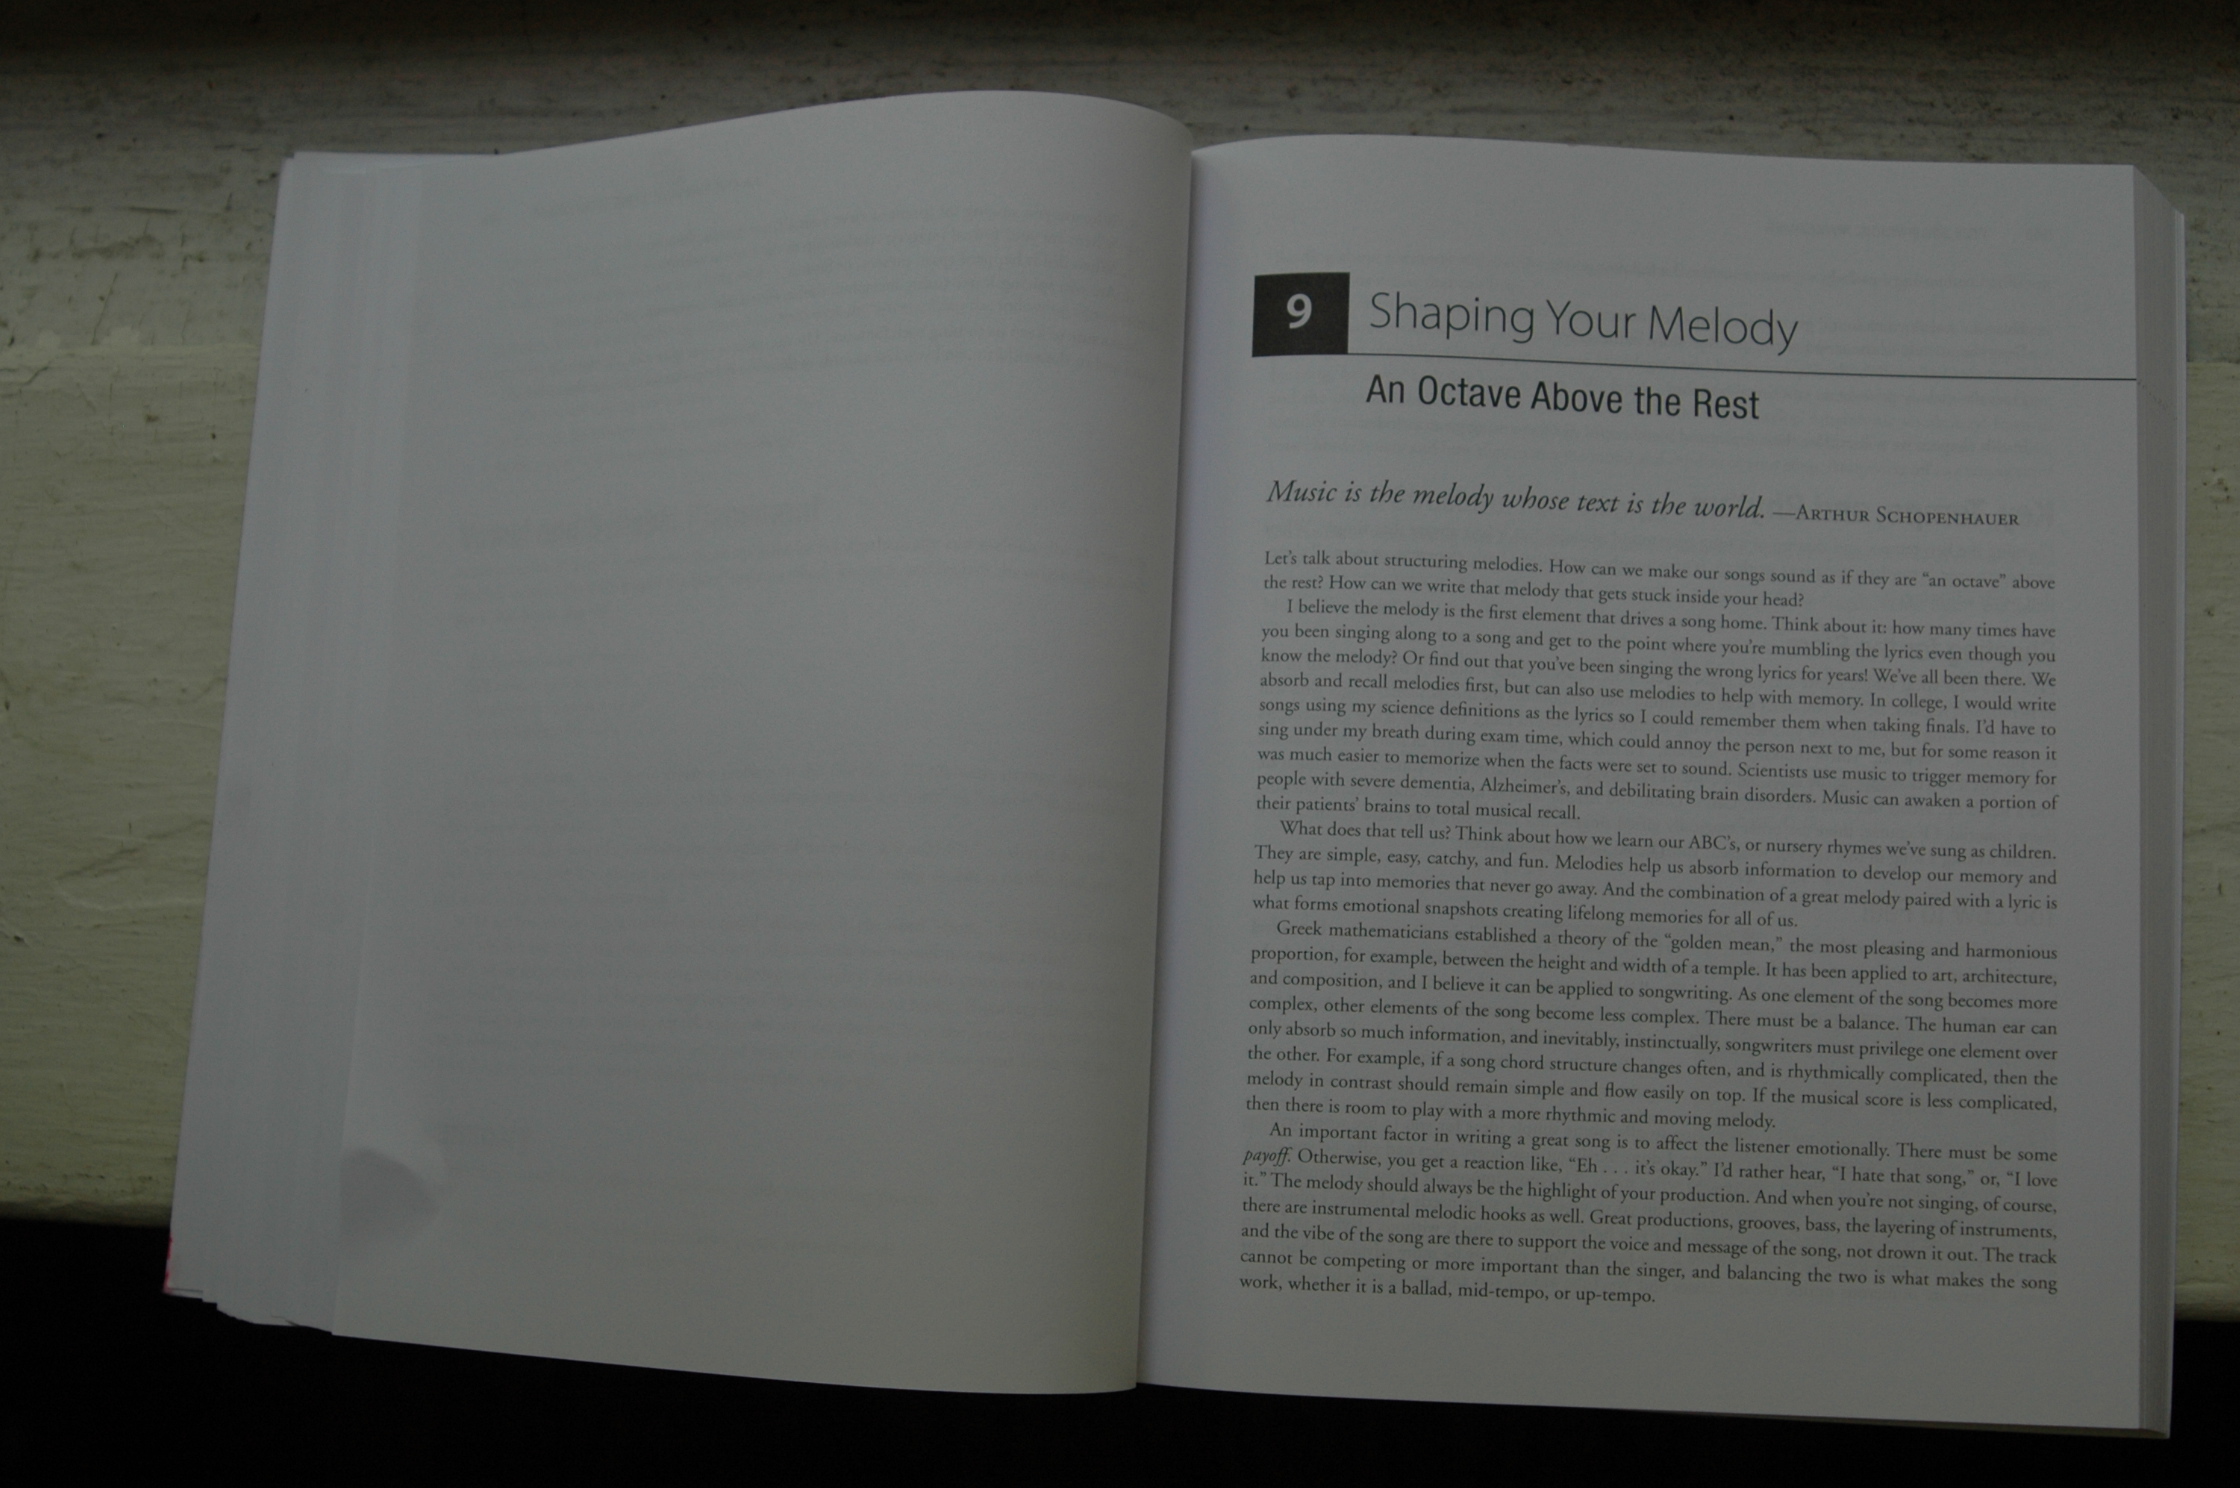 9
Shaping Your Melody
An Octave Above the Rest
Music is the melody whose text is the world. —ARTHUR SCHOPENHAUER
Let's talk about structuring melodies. How can we make our songs sound as if they are “an octave” above
the rest? How can we write that melody that gets stuck inside your head?
I believe the melody is the first element that drives a song home. Think about it: how many times have
you been singing along to a song and get to the point where you're mumbling the lyrics even though you
know the melody? Or find out that you've been singing the wrong lyrics for years! We've all been there. We
absorb and recall melodies first, but can also use melodies to help with memory. In college, I would write
songs using my science definitions as the lyrics so I could remember them when taking finals. I'd have to
sing under my breath during exam time, which could annoy the person next to me, but for some reason it
was much easier to memorize when the facts were set to sound. Scientists use music to trigger memory for
people with severe dementia, Alzheimer's, and debilitating brain disorders. Music can awaken a portion of
their patients' brains to total musical recall.
What does that tell us? Think about how we learn our ABC's, or nursery rhymes we've sung as children.
They are simple, easy, catchy, and fun. Melodies help us absorb information to develop our memory and
help us tap into memories that never go away. And the combination of a great melody paired with a lyric is
what forms emotional snapshots creating lifelong memories for all of us.
Greek mathematicians established a theory of the “golden mean,” the most pleasing and harmonious
proportion, for example, between the height and width of a temple. It has been applied to art, architecture,
and composition, and I believe it can be applied to songwriting. As one element of the song becomes more
complex, other elements of the song become less complex. There must be a balance. The human ear can
only absorb so much information, and inevitably, instinctually, songwriters must privilege one element over
the other. For example, if a song chord structure changes often, and is rhythmically complicated, then the
melody in contrast should remain simple and flow easily on top. If the musical score is less complicated,
then there is room to play with a more rhythmic and moving melody.
An important factor in writing a great song is to affect the listener emotionally. There must be some
payoff. Otherwise, you get a reaction like, “Eh . . . it's okay.” I'd rather hear, “I hate that song,” or, “I love
it.” The melody should always be the highlight of your production. And when you're not singing, of course,
there are instrumental melodic hooks as well. Great productions, grooves, bass, the layering of instruments,
and the vibe of the song are there to support the voice and message of the song, not drown it out. The track
cannot be competing or more important than the singer, and balancing the two is what makes the song
work, whether it is a ballad, mid-tempo, or up-tempo.